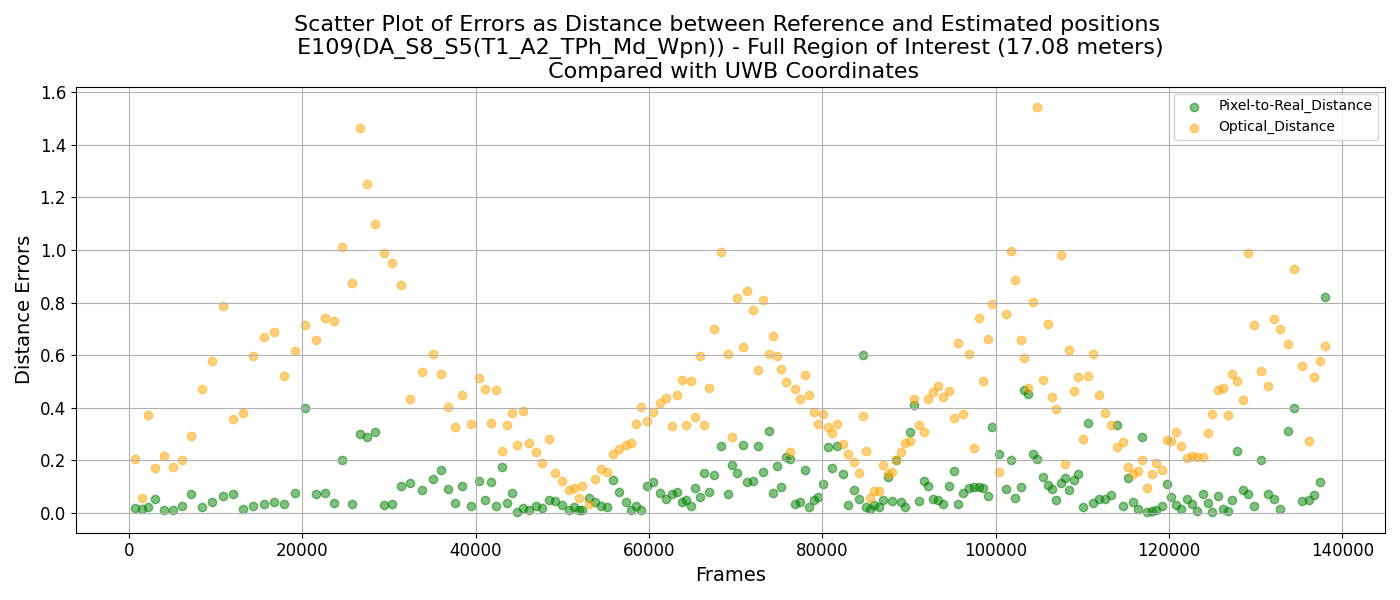 Scatter Plot of Errors as Distance between Reference and Estimated positions
E109(DA_S8_S5(T1_A2_TPh_Md_Wpn)) - Full Region of Interest (17.08 meters)
Compared with UWB Coordinates
Pixel-to-Real_Distance
Optical_Distance
Distance Errors
1.6
1.4
1.2
1.0
0.8
0.6
0.4
0.2
0.0
0 20000 40000 60000 80000 100000 120000 140000
Frames